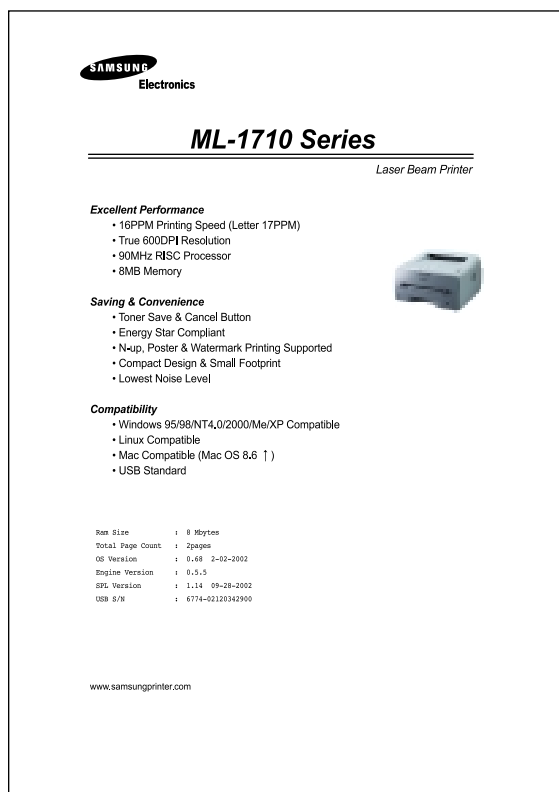 SAMSUNG
Electronics
ML-1710 Series
Laser Beam Printer
Excellent Performance
• 16PPM Printing Speed (Letter 17PPM)
• True 600DPI Resolution
• 90MHz RISC Processor
• 8MB Memory
Saving & Convenience
• Toner Save & Cancel Button
• Energy Star Compliant
• N-up, Poster & Watermark Printing Supported
• Compact Design & Small Footprint
• Lowest Noise Level
Compatibility
• Windows 95/98/NT4.0/2000/Me/XP Compatible
• Linux Compatible
• Mac Compatible (Mac OS 8.6 ↑ )
• USB Standard
Ram Size : 8 Mbytes
Total Page Count : 2pages
OS Version : 0.68 2-02-2002
Engine Version : 0.5.5
SPL Version : 1.14 09-28-2002
USB S/N : 6774-02120342900
www.samsungprinter.com